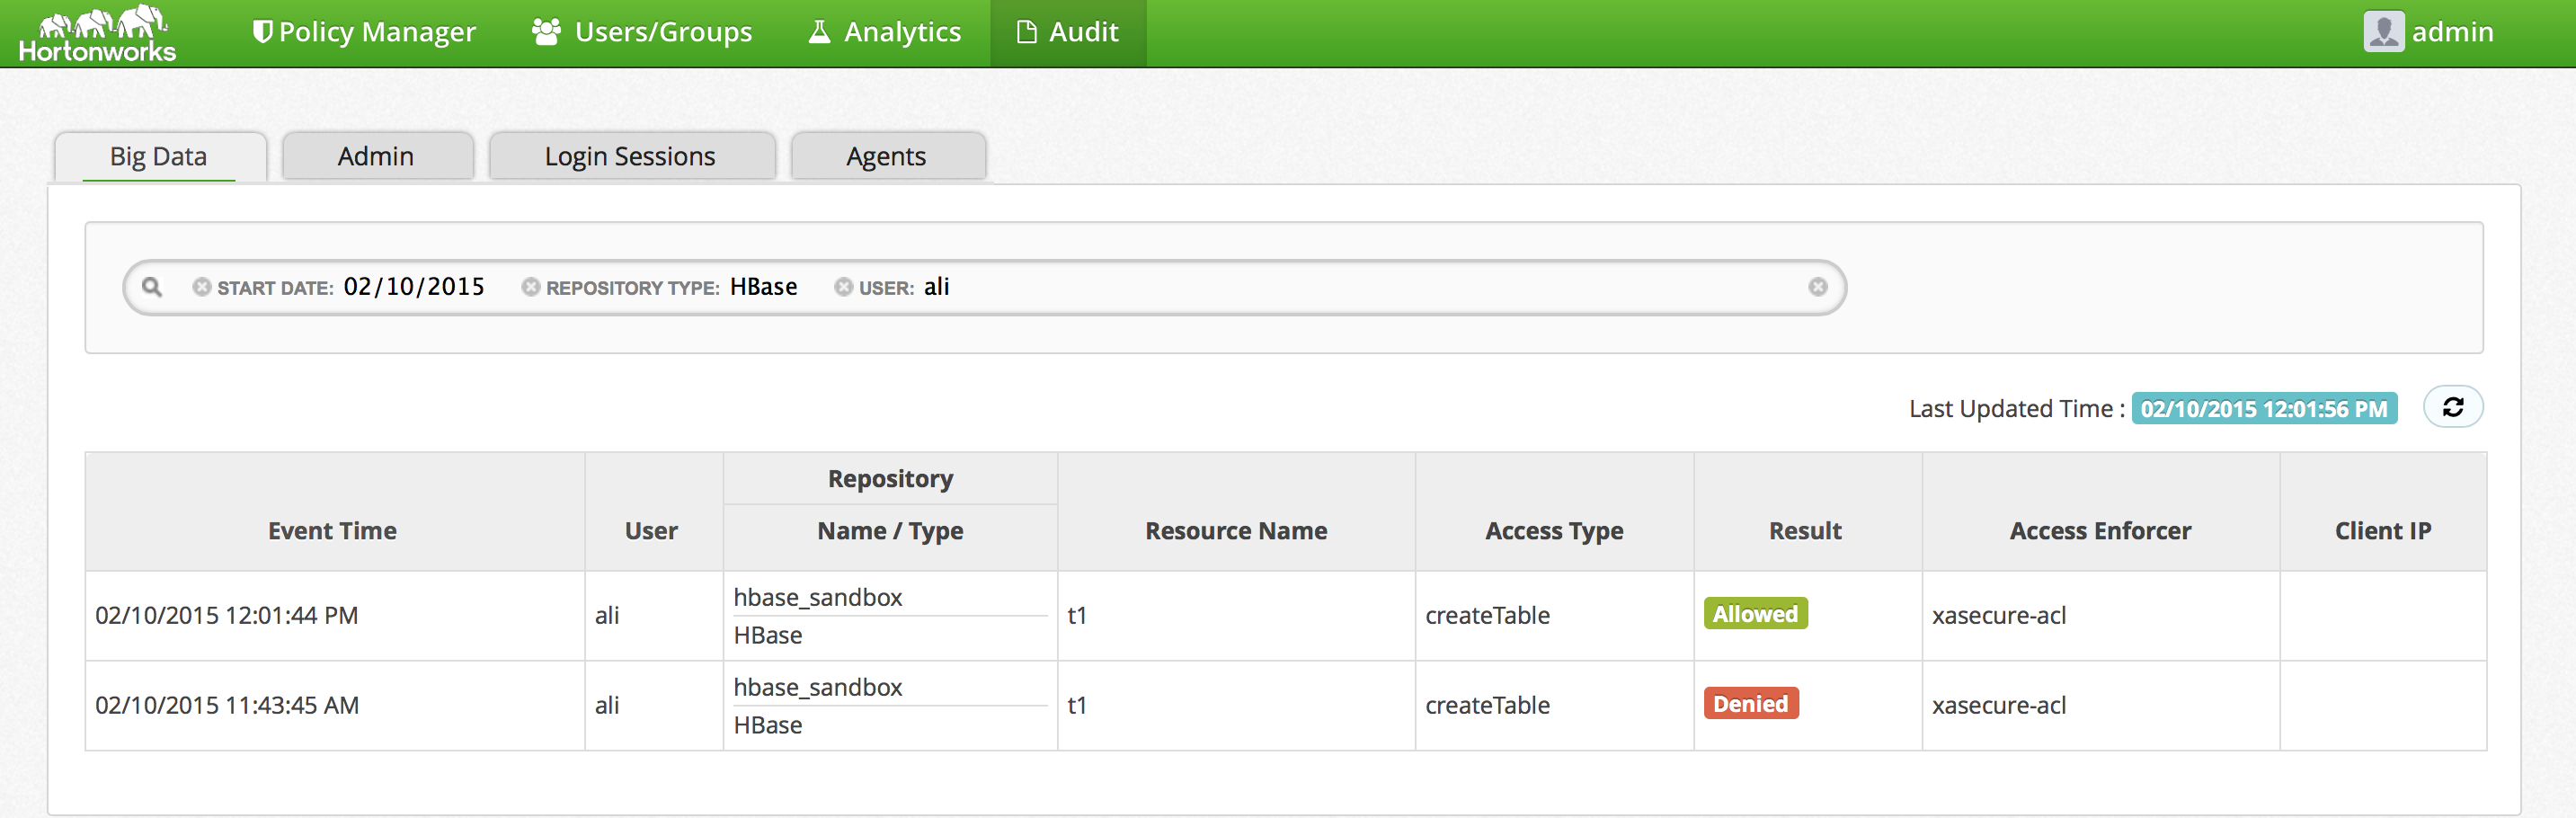 Hortonworks
Policy Manager Users/Groups Analytics Audit admin
Big Data Admin Login Sessions Agents
START DATE: 02/10/2015 REPOSITORY TYPE: HBase USER: ali
Last Updated Time : 02/10/2015 12:01:56 PM
Repository
Event Time User Name / Type Resource Name Access Type Result Access Enforcer Client IP
hbase_sandbox
02/10/2015 12:01:44 PM ali t1 createTable Allowed xasecure-acl
HBase
hbase_sandbox
02/10/2015 11:43:45 AM ali t1 createTable Denied xasecure-acl
HBase